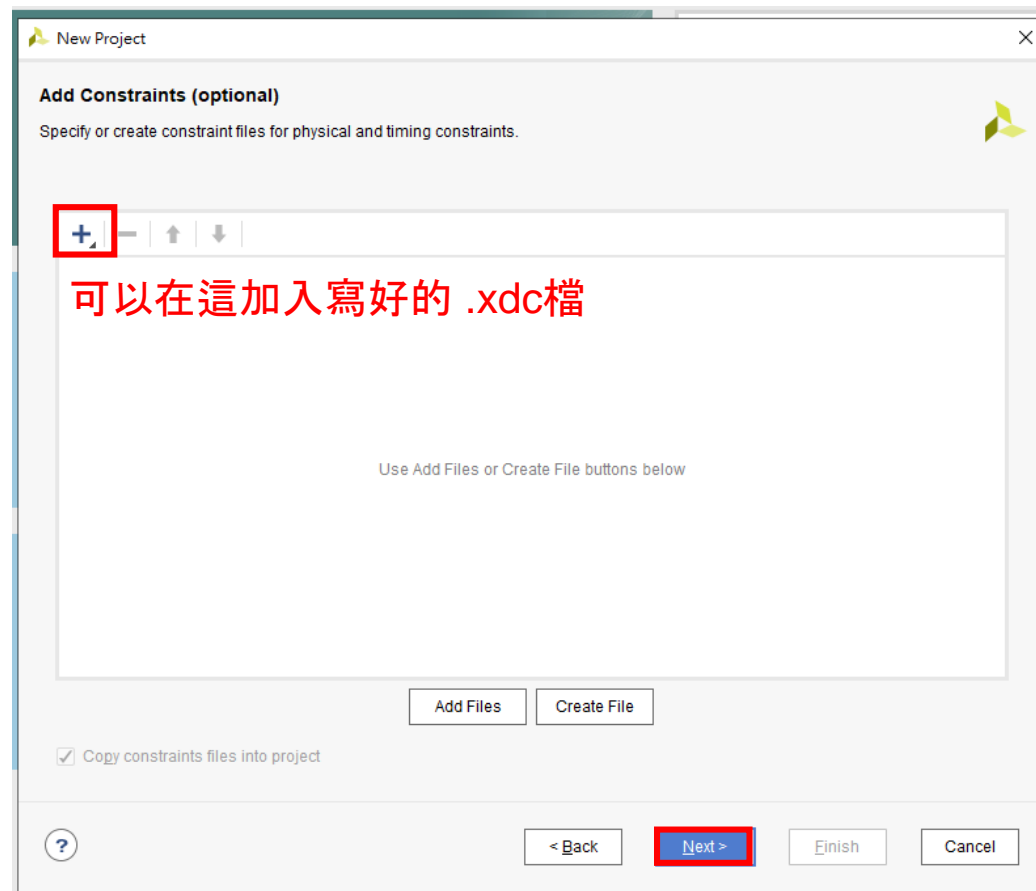 New Project
Add Constraints (optional)
Specify or create constraint files for physical and timing constraints.
可以在這加入寫好的 .xdc檔
Use Add Files or Create File buttons below
Add Files Create File
Copy constraints files into project
? < Back Next > Finish Cancel